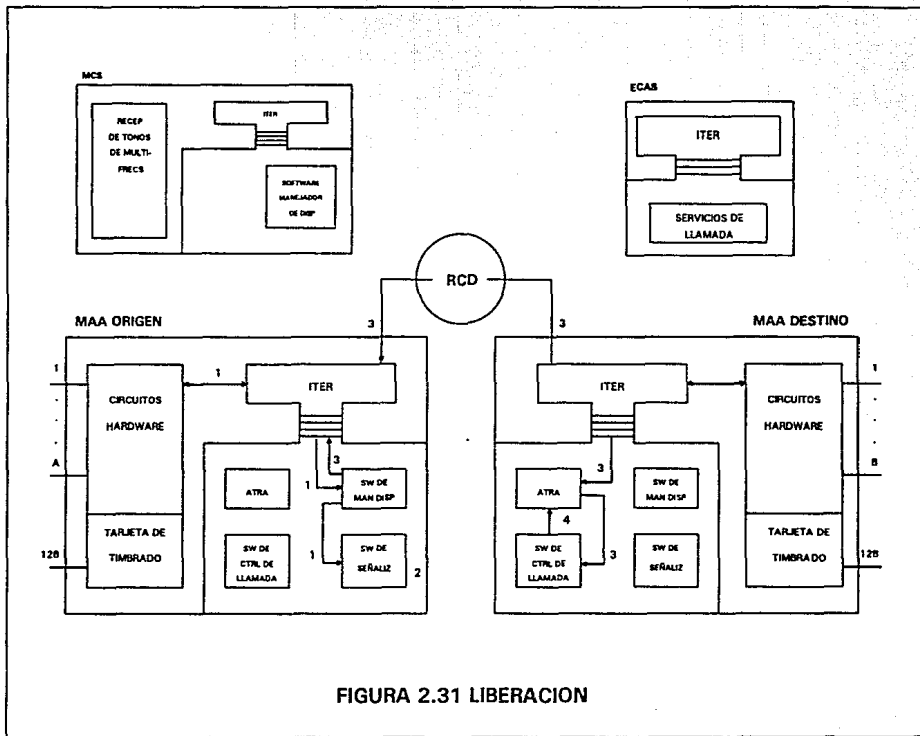 MCS
RECEP
DE TONOS
DE MULTI-
FRECS
ITER
SOFTWARE
MANEJADOR
DE DISP
ECAS
ITER
SERVICIOS DE
LLAMADA
RCD
3
3
MAA ORIGEN
1
A
128
CIRCUITOS
HARDWARE
TARJETA DE
TIMBRADO
1
ITER
1
3
ATRA
SW DE
MAN DISP
1
SW DE
CTRL DE
LLAMADA
SW DE
SEÑALIZ
2
MAA DESTINO
ITER
3
ATRA
SW DE
MAN DISP
4
3
SW DE
CTRL DE
LLAMADA
SW DE
SEÑALIZ
CIRCUITOS
HARDWARE
TARJETA DE
TIMBRADO
1
B
128
FIGURA 2.31 LIBERACION